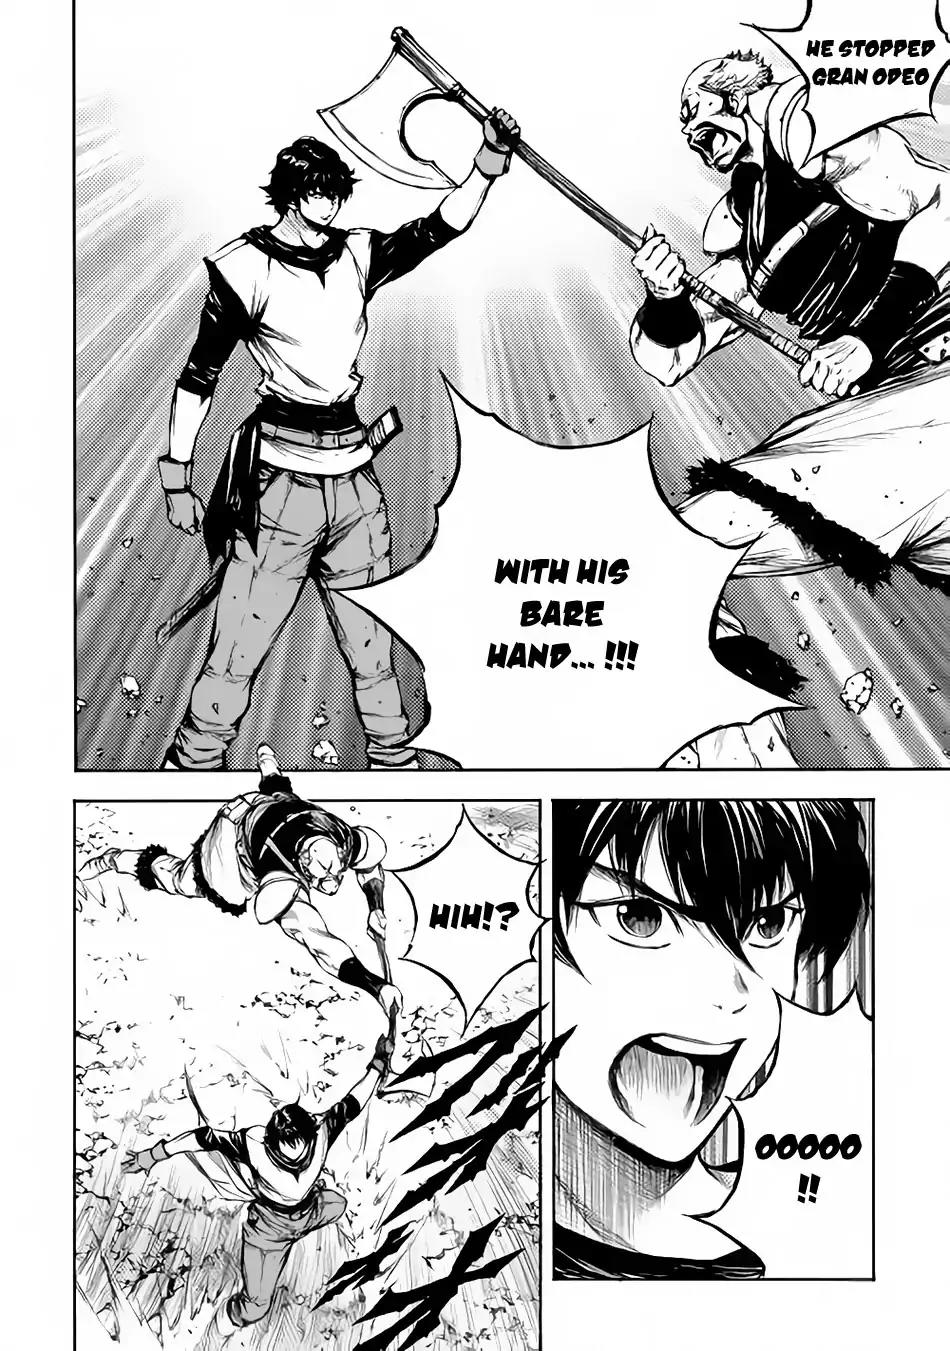 HE STOPPED
GRAN ODEO
WITH HIS
BARE
HAND... !!!
OOOOO
!!
HIH!?